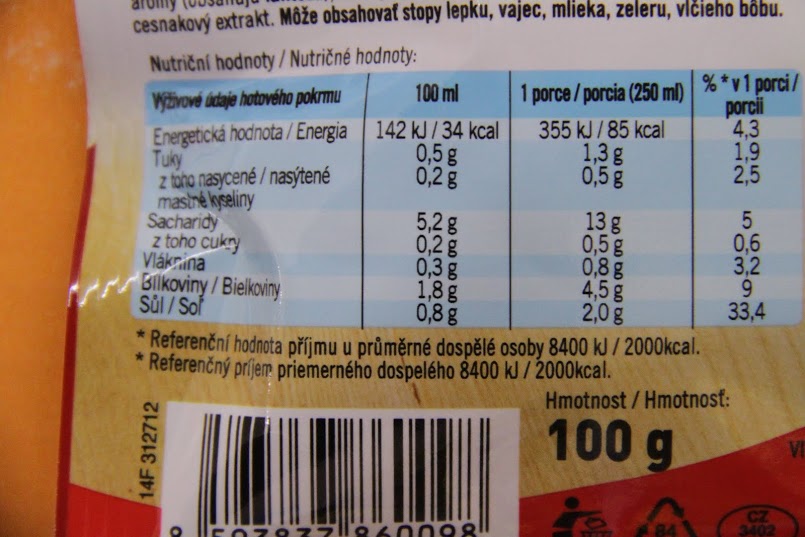 cesnakový extrakt. Môže obsahovať stopy lepku, vajec, mlieka, zeleru, vlčieho bôbu.
Nutriční hodnoty / Nutričné hodnoty:
Výživové údaje hotového pokrmu 100 ml 1 porce / porcia (250 ml) % * v 1 porci / porcii
Energetická hodnota / Energia 142 kJ / 34 kcal 355 kJ / 85 kcal 4,3
Tuky 0,5 g 1,3 g 1,9
z toho nasycené / nasýtené 0,2 g 0,5 g 2,5
mastné kyseliny
Sacharidy 5,2 g 13 g 5
z toho cukry 0,2 g 0,5 g 0,6
Vláknina 0,3 g 0,8 g 3,2
Bílkoviny / Bielkoviny 1,8 g 4,5 g 9
Sůl / Soľ 0,8 g 2,0 g 33,4
* Referenční hodnota příjmu u průměrné dospělé osoby 8400 kJ / 2000kcal.
* Referenčný príjem priemerného dospelého 8400 kJ / 2000kcal.
Hmotnost / Hmotnosť:
100 g
14F 312712
8 593837 860098
84
CZ
3402